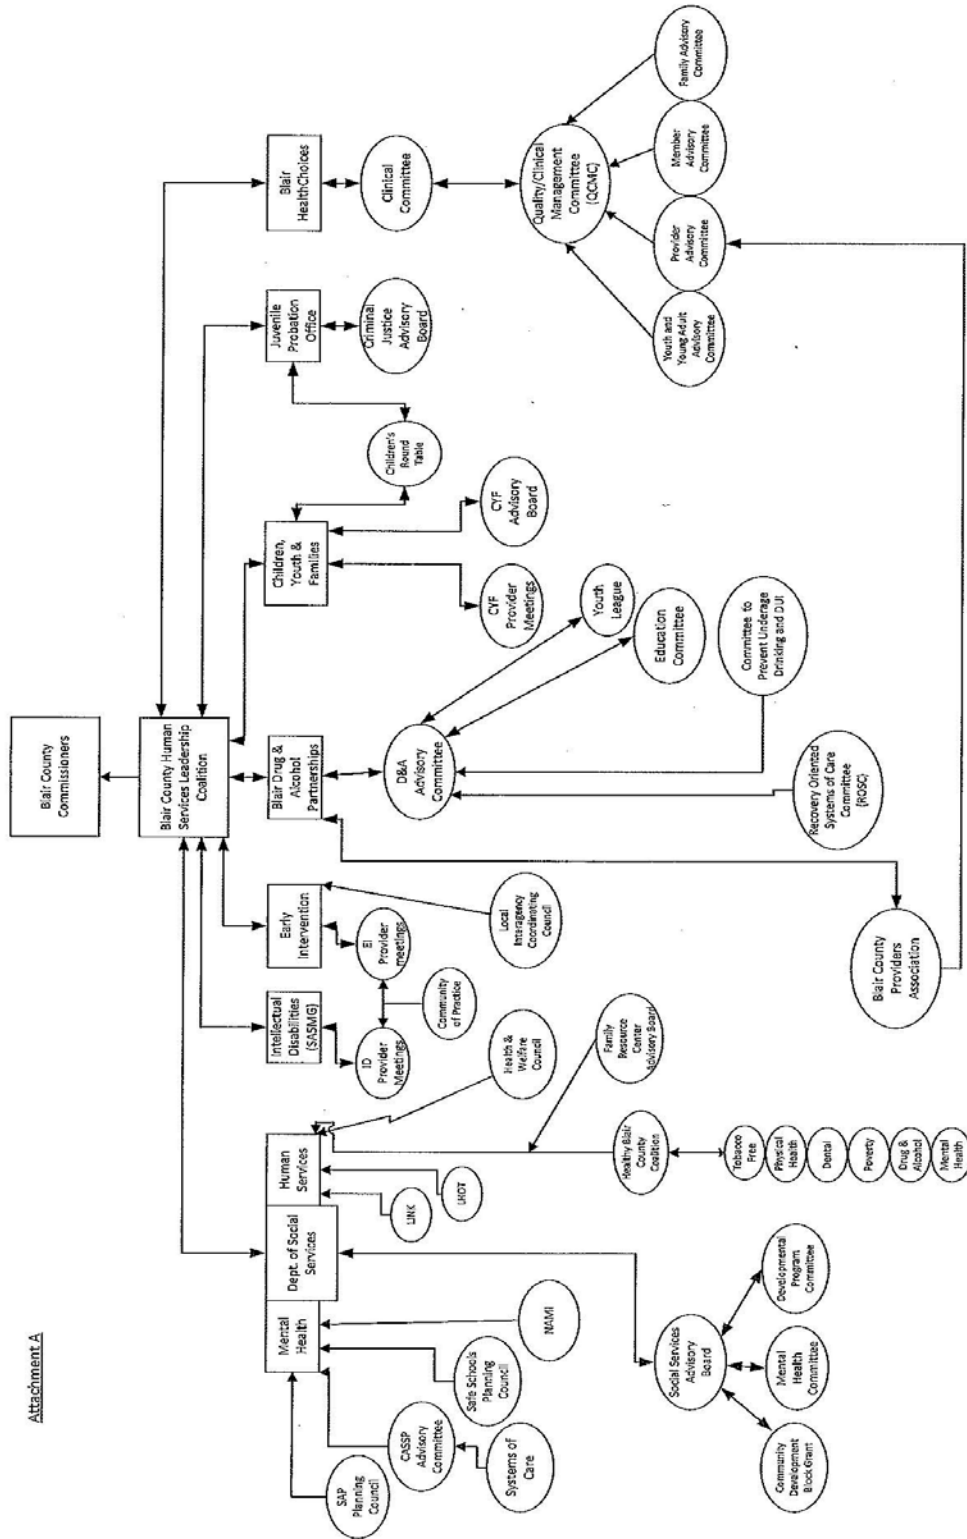 Attachment A
Blair County
Commissioners
Blair County Human
Services Leadership
Coalition
Mental
Health
Dept. of Social
Services
Human
Services
Intellectual
Disabilities
(SASMG)
Early
Intervention
Blair Drug &
Alcohol
Partnerships
Children,
Youth &
Families
Juvenile
Probation
Office
Blair
HealthChoices
SAP
Planning
Council
CASSP
Advisory
Committee
Systems of
Care
Safe Schools
Planning
Council
NAMI
LINK
LHOT
Health &
Welfare
Council
ID
Provider
Meetings
EI
Provider
meetings
Community
of Practice
Local
Interagency
Coordinating
Council
D&A
Advisory
Committee
CYF
Provider
Meetings
CYF
Advisory
Board
Children's
Round
Table
Criminal
Justice
Advisory
Board
Clinical
Committee
Youth
League
Education
Committee
Quality/Clinical
Management
Committee
(QCMC)
Social Services
Advisory
Board
Community
Development
Block Grant
Mental
Health
Committee
Developmental
Program
Committee
Healthy Blair
County
Coalition
Family
Resource
Center
Advisory Board
Tobacco
Free
Physical
Health
Dental
Poverty
Drug &
Alcohol
Mental
Health
Recovery Oriented
Systems of Care
Committee
(ROSC)
Committee to
Prevent Underage
Drinking and DUI
Blair County
Providers
Association
Youth and
Young Adult
Advisory
Committee
Provider
Advisory
Committee
Member
Advisory
Committee
Family Advisory
Committee